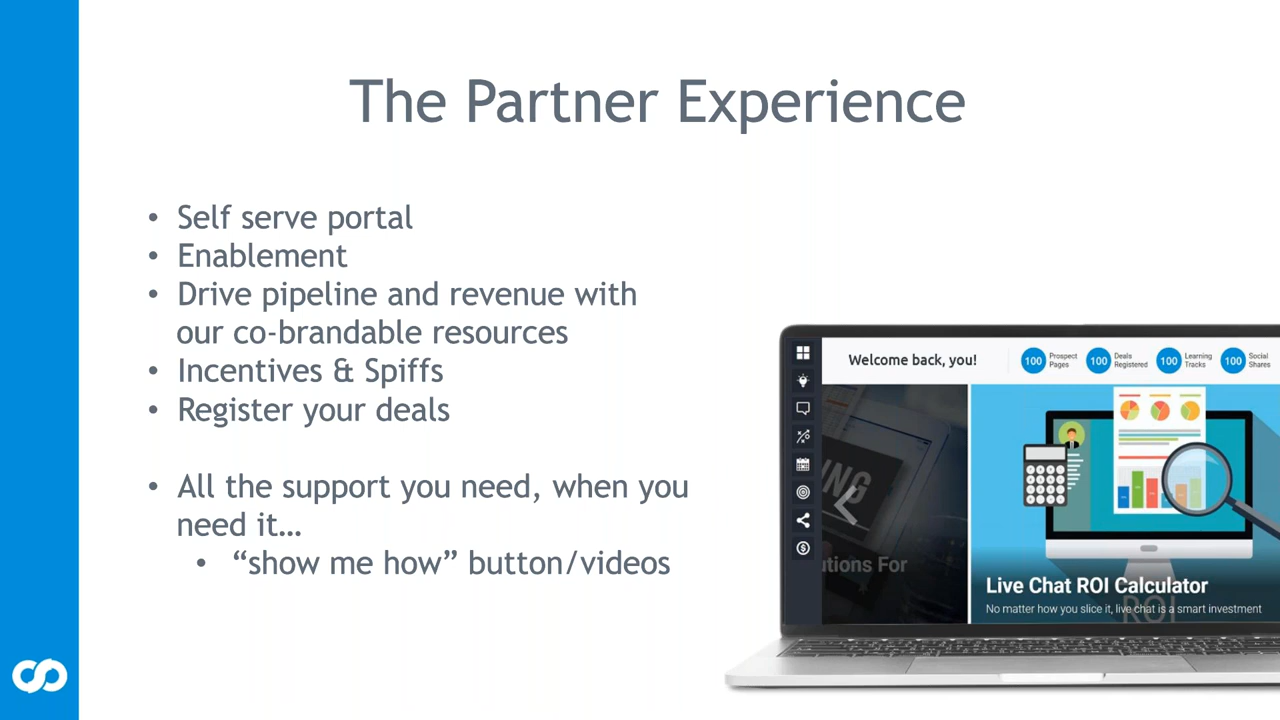 The Partner Experience
• Self serve portal
• Enablement
• Drive pipeline and revenue with
our co-brandable resources
• Incentives & Spiffs
• Register your deals
• All the support you need, when you
need it…
• “show me how” button/videos
Welcome back, you!
100 Prospect Pages
100 Deals Registered
100 Learning Tracks
100 Social Shares
utions For
Live Chat ROI Calculator
No matter how you slice it, live chat is a smart investment
ROI